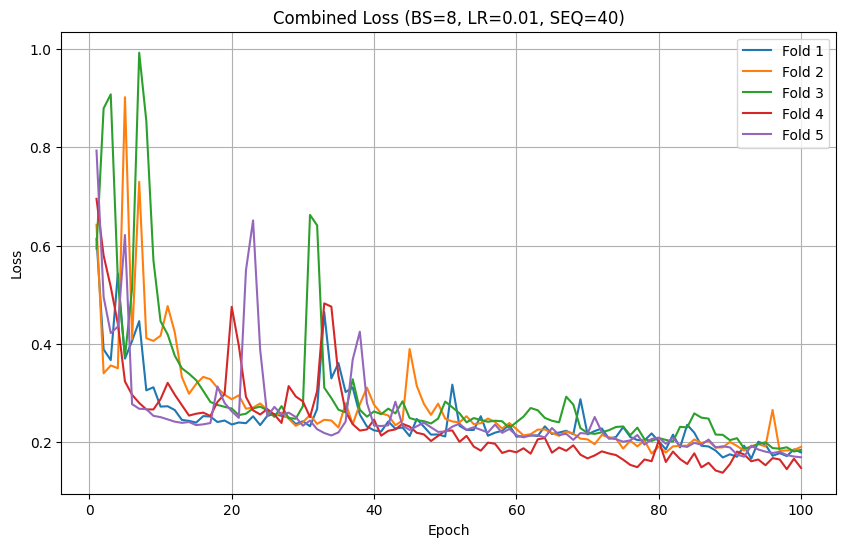 Combined Loss (BS=8, LR=0.01, SEQ=40)
Fold 1
Fold 2
Fold 3
Fold 4
Fold 5
1.0
0.8
0.6
0.4
0.2
Loss
0
20
40
60
80
100
Epoch